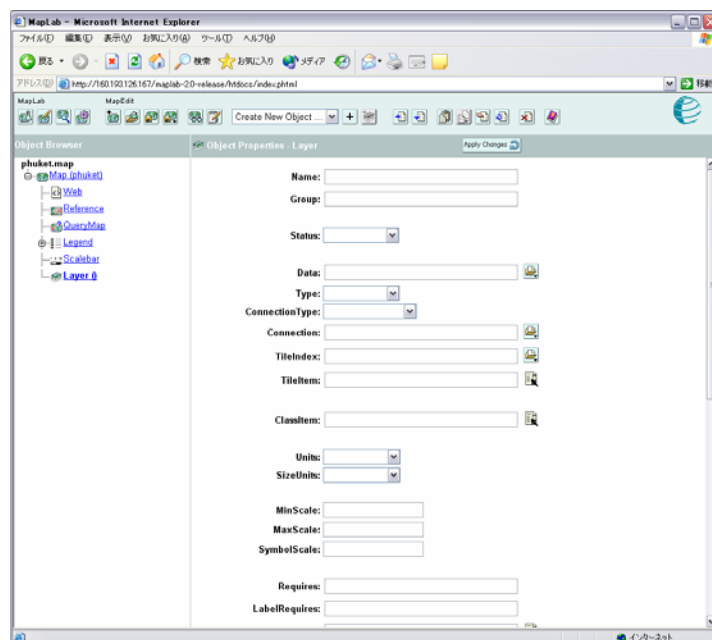 MapLab - Microsoft Internet Explorer
ファイル(F) 編集(E) 表示(V) お気に入り(A) ツール(T) ヘルプ(H)
戻る 検索 お気に入り メディア
アドレス(D) http://160.193.126.167/maplab-2.0-release/htdocs/index.phtml 移動
MapLab MapEdit
Create New Object ...
Object Browser
Object Properties - Layer
Apply Changes
phuket.map
Map (phuket)
Web
Reference
QueryMap
Legend
Scalebar
Layer ()
Name:
Group:
Status:
Data:
Type:
ConnectionType:
Connection:
TileIndex:
TileItem:
ClassItem:
Units:
SizeUnits:
MinScale:
MaxScale:
SymbolScale:
Requires:
LabelRequires:
インターネット